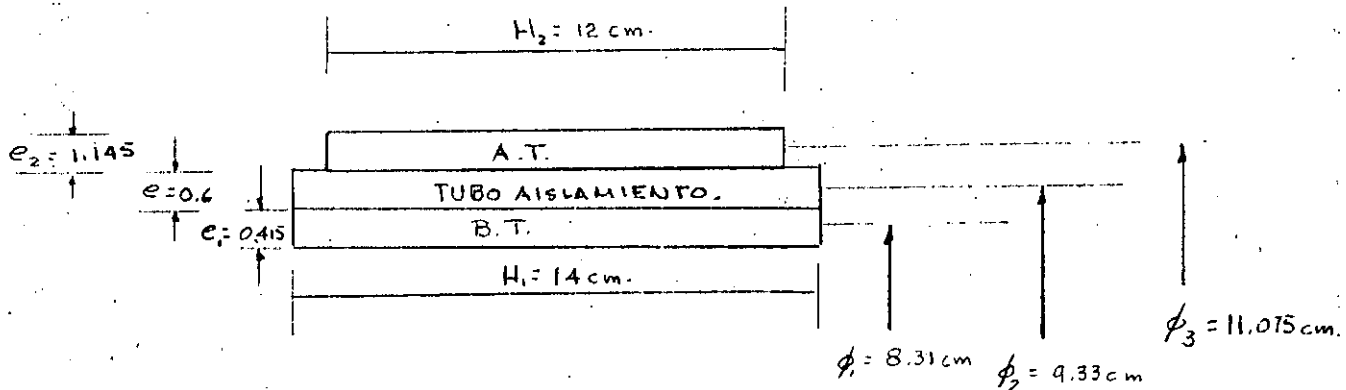 H₂ = 12 cm.
e₂ = 1.145
A.T.
e = 0.6
TUBO AISLAMIENTO.
e₁ = 0.415
B.T.
H₁ = 14 cm.
ϕ₃ = 11.075 cm.
ϕ₁ = 8.31 cm
ϕ₂ = 9.33 cm